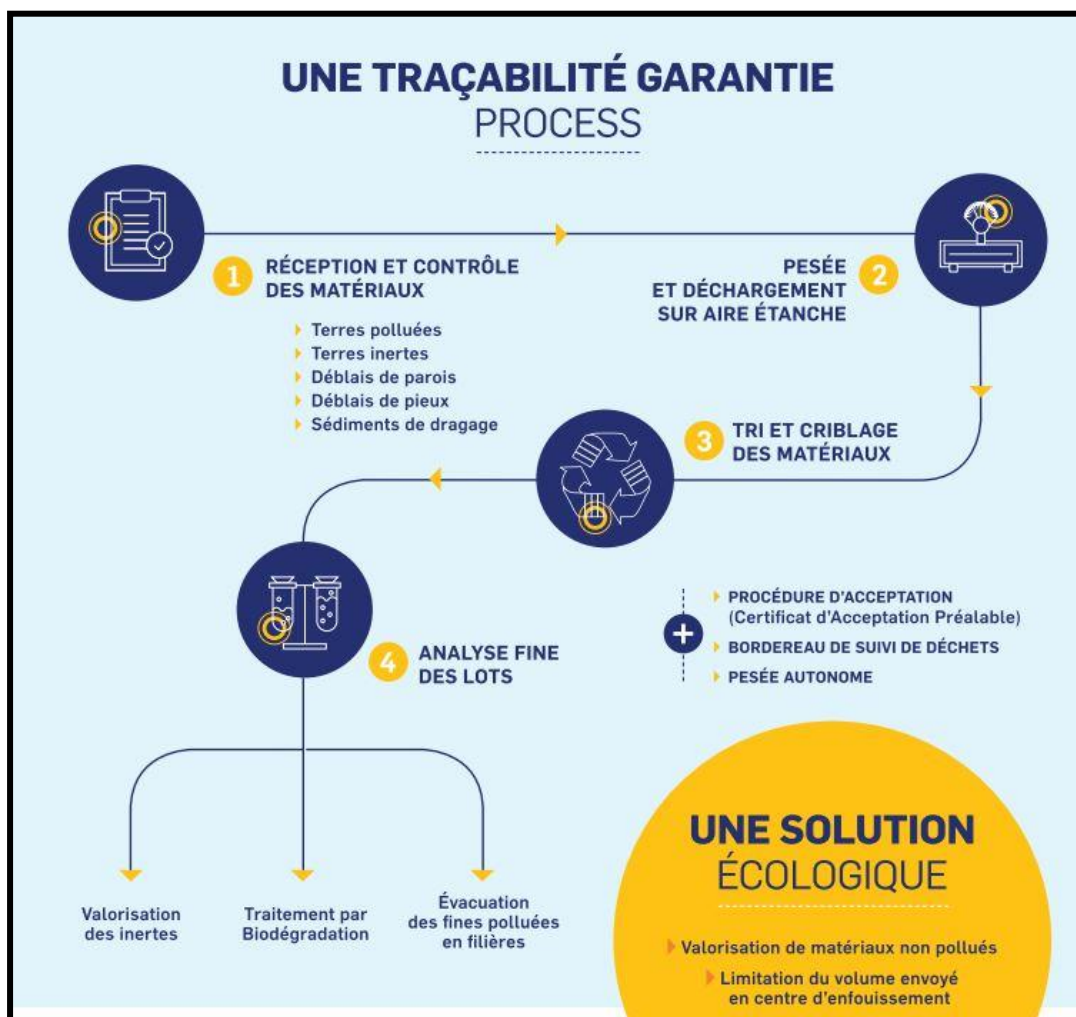 UNE TRAÇABILITÉ GARANTIE
PROCESS
1
RÉCEPTION ET CONTRÔLE
DES MATÉRIAUX
Terres polluées
Terres inertes
Déblais de parois
Déblais de pieux
Sédiments de dragage
PESÉE
ET DÉCHARGEMENT
SUR AIRE ÉTANCHE
2
3
TRI ET CRIBLAGE
DES MATÉRIAUX
4
ANALYSE FINE
DES LOTS
+
PROCÉDURE D'ACCEPTATION
(Certificat d'Acceptation Préalable)
BORDEREAU DE SUIVI DE DÉCHETS
PESÉE AUTONOME
Valorisation
des inertes
Traitement par
Biodégradation
Évacuation
des fines polluées
en filières
UNE SOLUTION
ÉCOLOGIQUE
Valorisation de matériaux non pollués
Limitation du volume envoyé
en centre d'enfouissement